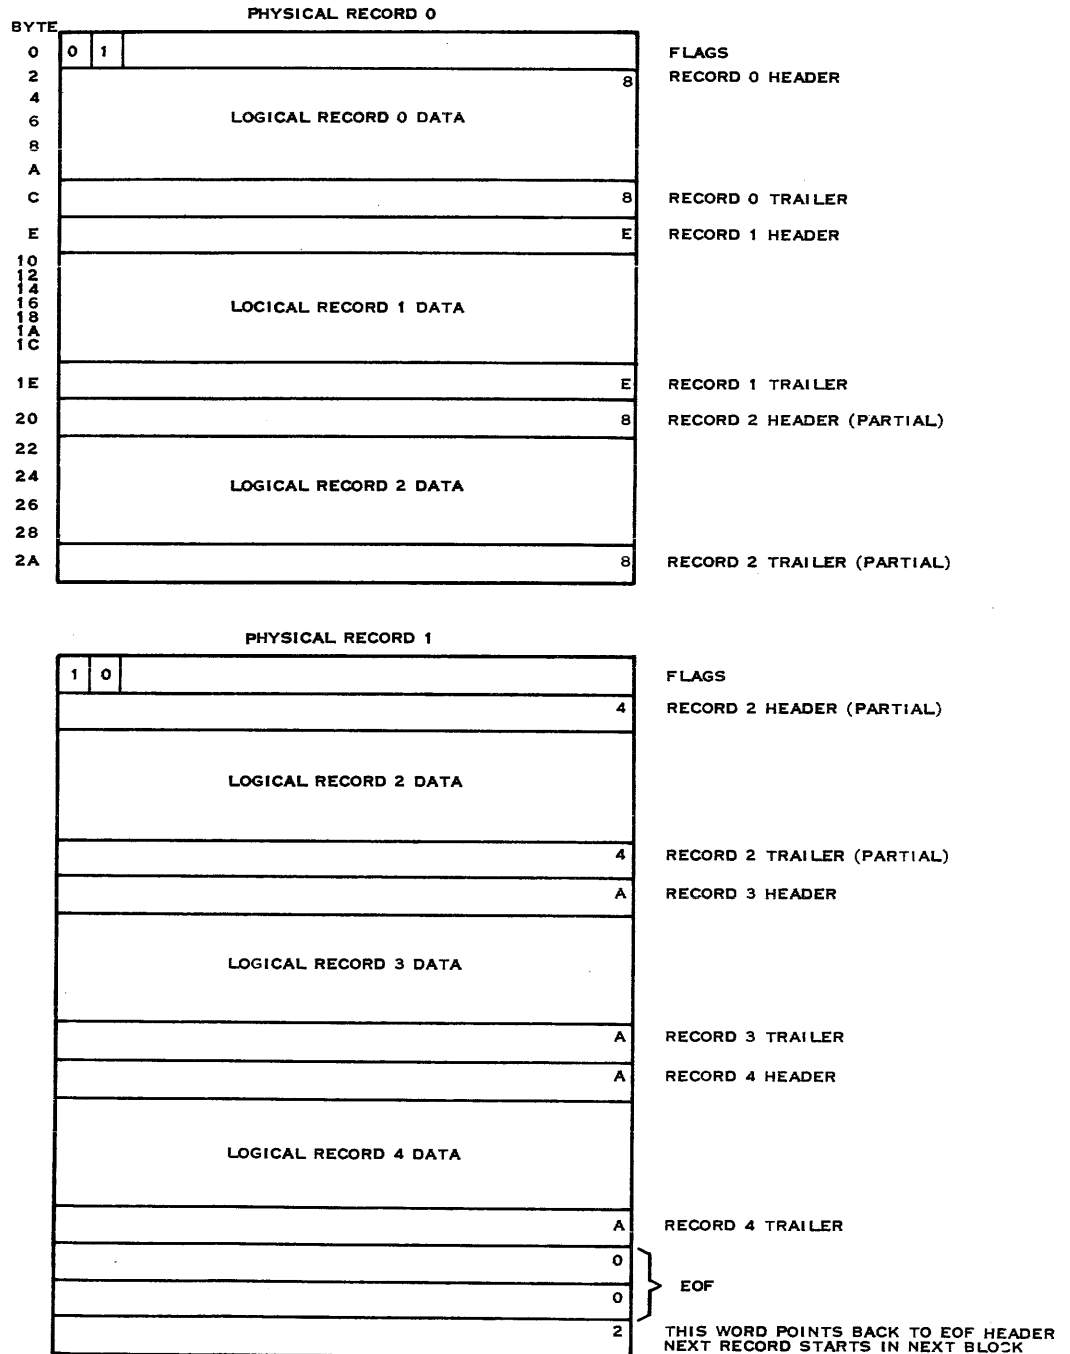 PHYSICAL RECORD 0
BYTE
0 0 1 FLAGS
2 8 RECORD 0 HEADER
4
6 LOGICAL RECORD 0 DATA
8
A
C 8 RECORD 0 TRAILER
E E RECORD 1 HEADER
10
12
14
16 LOCICAL RECORD 1 DATA
18
1A
1C
1E E RECORD 1 TRAILER
20 8 RECORD 2 HEADER (PARTIAL)
22
24 LOGICAL RECORD 2 DATA
26
28
2A 8 RECORD 2 TRAILER (PARTIAL)
PHYSICAL RECORD 1
1 0 FLAGS
4 RECORD 2 HEADER (PARTIAL)
LOGICAL RECORD 2 DATA
4 RECORD 2 TRAILER (PARTIAL)
A RECORD 3 HEADER
LOGICAL RECORD 3 DATA
A RECORD 3 TRAILER
A RECORD 4 HEADER
LOGICAL RECORD 4 DATA
A RECORD 4 TRAILER
0
EOF
0
2 THIS WORD POINTS BACK TO EOF HEADER
NEXT RECORD STARTS IN NEXT BLOCK